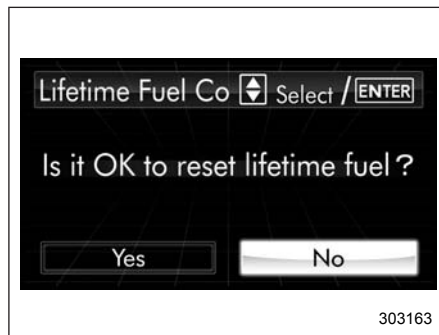 Lifetime Fuel Co Select / ENTER
Is it OK to reset lifetime fuel?
Yes No
303163